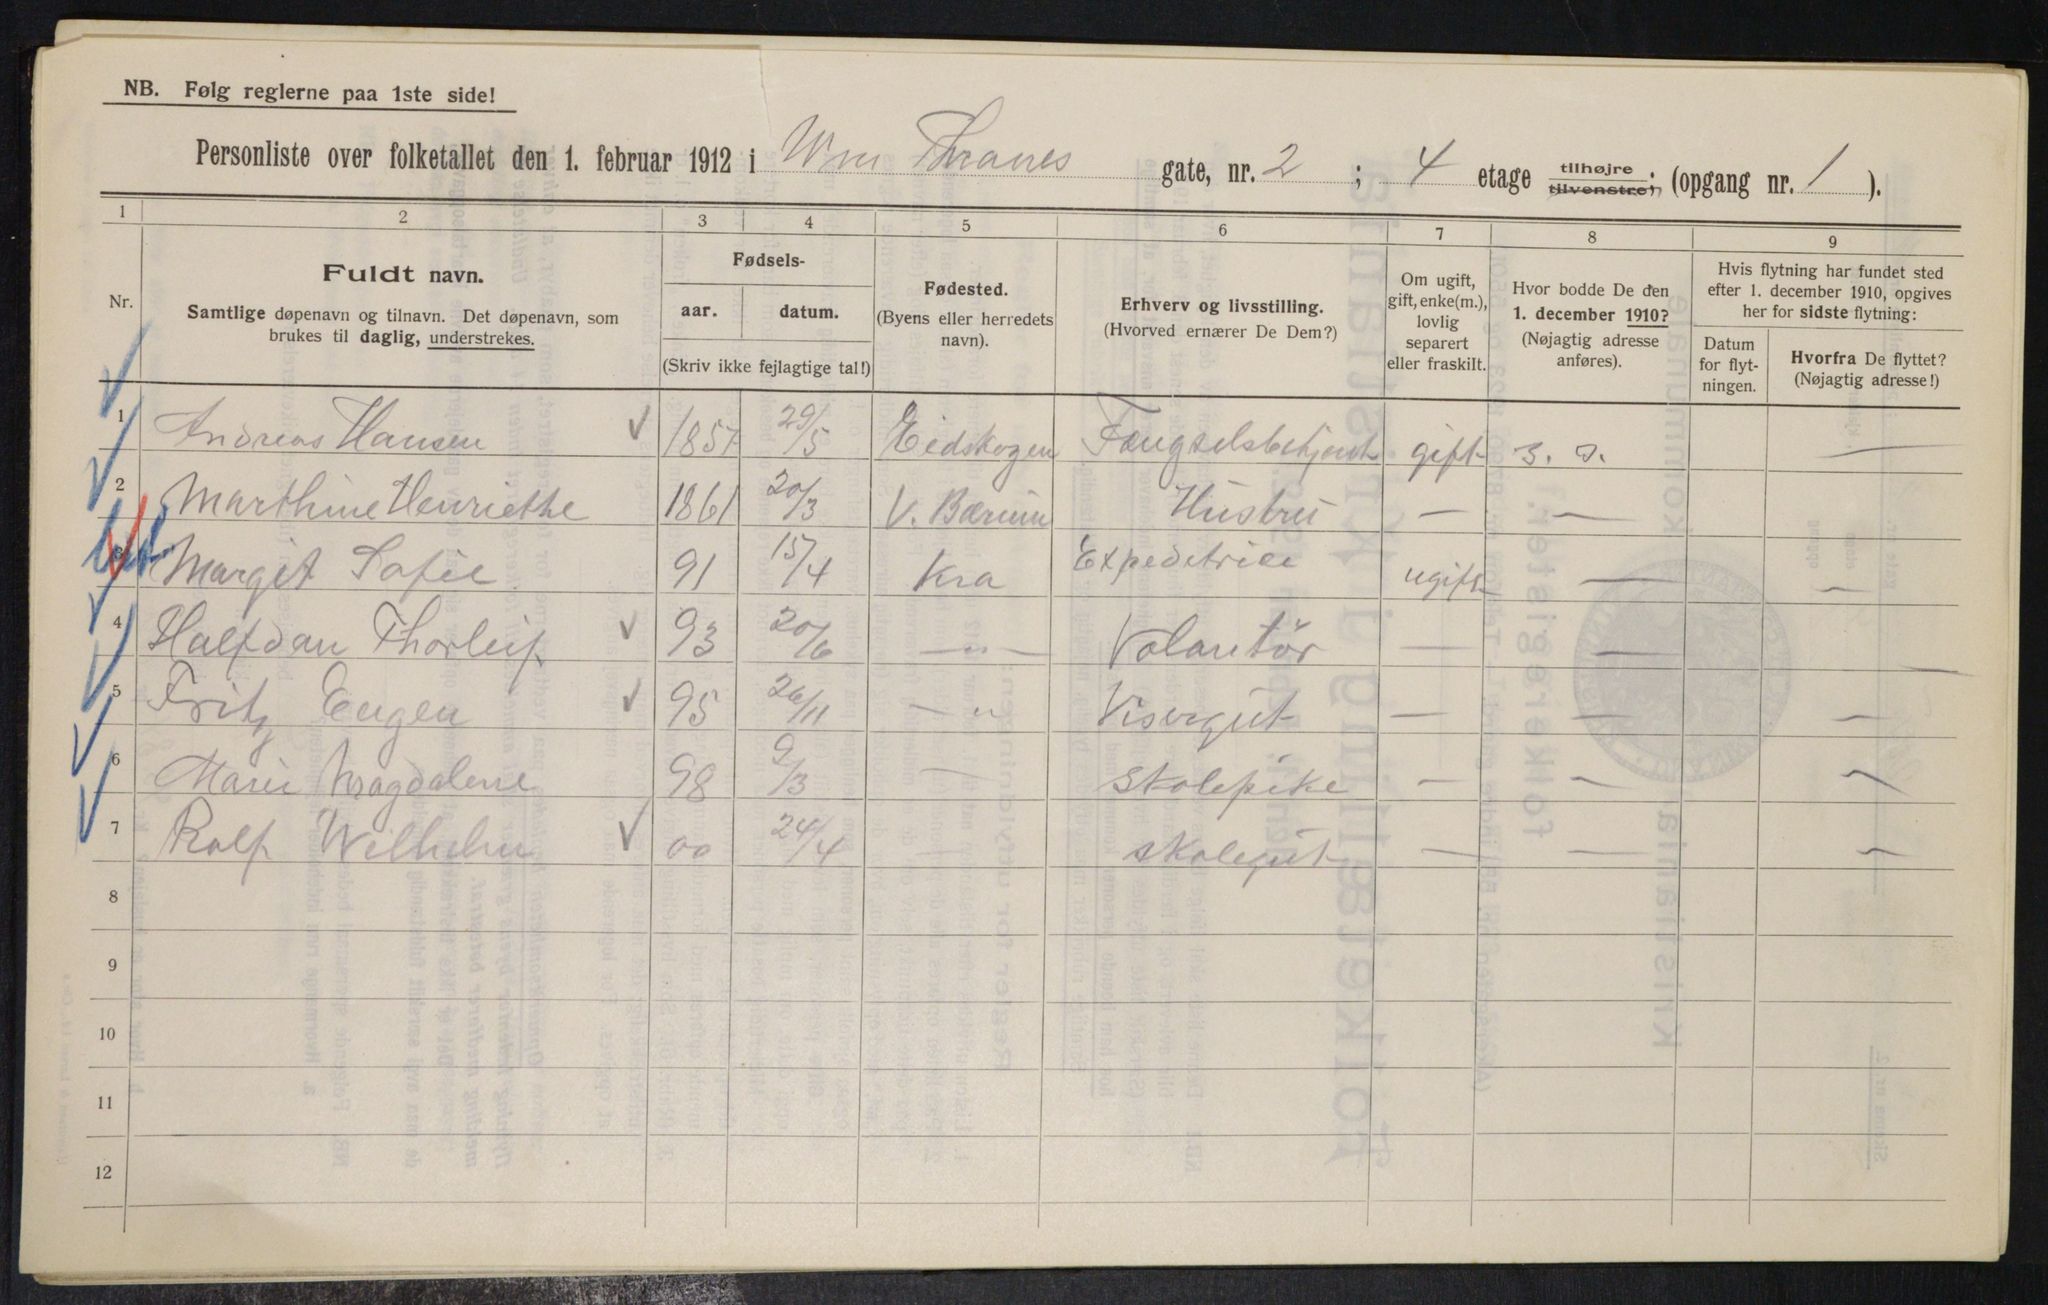 NB. Følg reglerne paa 1ste side!
Personliste over folketallet den 1. februar 1912 i Wm Thranes gate, nr. 2 ; 4 etage tilhøjre tilvenstre, ; (opgang nr. 1 ).
1 2 3 4 5 6 7 8 9
Nr.
Fuldt navn.
Samtlige døpenavn og tilnavn. Det døpenavn, som
brukes til daglig, understrekes.
Fødsels-
aar. datum.
(Skriv ikke fejlagtige tal!)
Fødested.
(Byens eller herredets
navn).
Erhverv og livsstilling.
(Hvorved ernærer De Dem?)
Om ugift,
gift, enke(m.),
lovlig
separert
eller fraskilt.
Hvor bodde De den
1. december 1910?
(Nøjagtig adresse
anføres).
Hvis flytning har fundet sted
efter 1. december 1910, opgives
her for sidste flytning:
Datum
for flyt-
ningen.
Hvorfra De flyttet?
(Nøjagtig adresse!)
1 Andreas Hansen 1857 29/5 Eidskogen Fængselsbetjent gift s. s. —
2 Marthine Henriethe 1861 20/3 V. Bærum Hustru — —
3 Margit Sofie 91 15/4 Kra Expeditrice ugift — —
4 Halfdan Thorleif 93 20/6 — " — Volantør — — —
5 Fritz Eugen 95 26/11 — " Visergut — — —
6 Marie Magdalene 98 9/3 — Skolepike — — —
7 Rolf Wilhelm 00 24/4 — Skolegut — — —
8
9
10
11
12